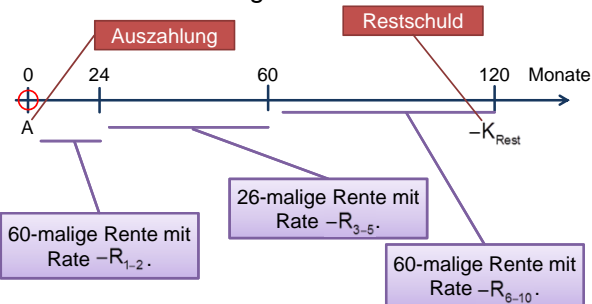 Auszahlung
Restschuld
0 24 60 120 Monate
A
−K_Rest
26-malige Rente mit
Rate −R_3–5.
60-malige Rente mit
Rate −R_1–2.
60-malige Rente mit
Rate −R_6–10.